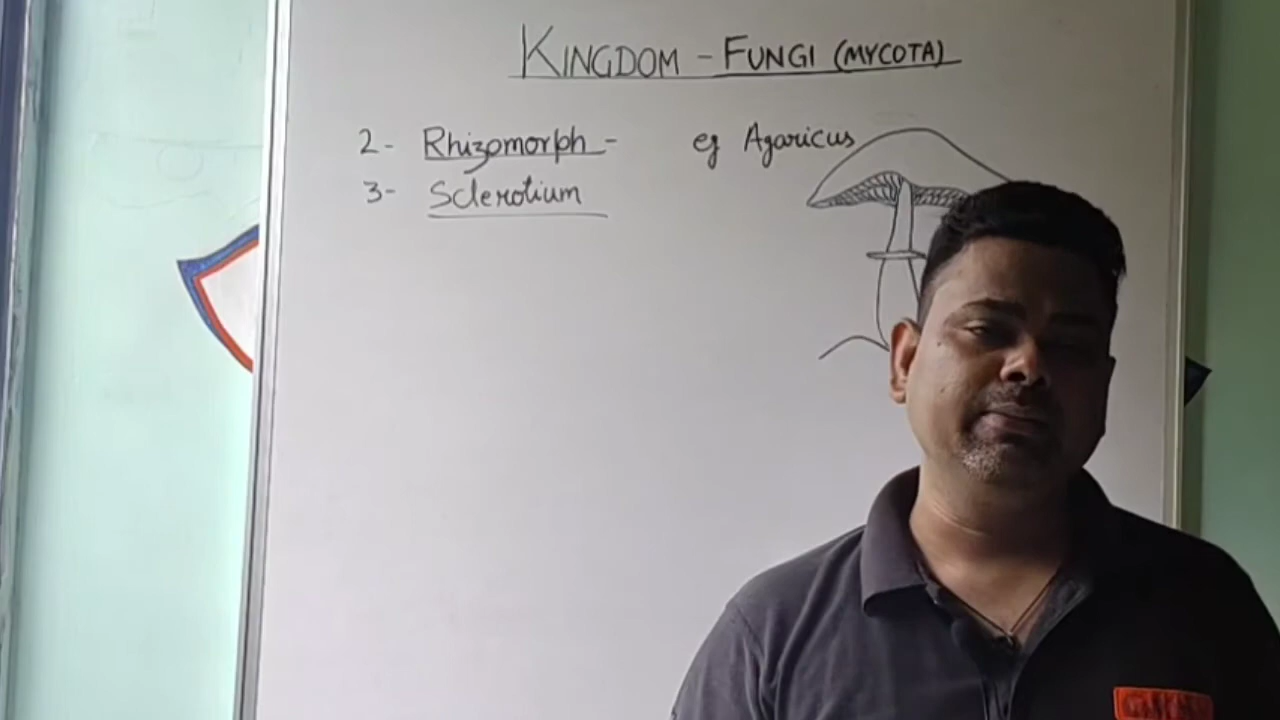 KINGDOM - FUNGI (MYCOTA)
2- Rhizomorph - eg Agaricus
3- Sclerotium